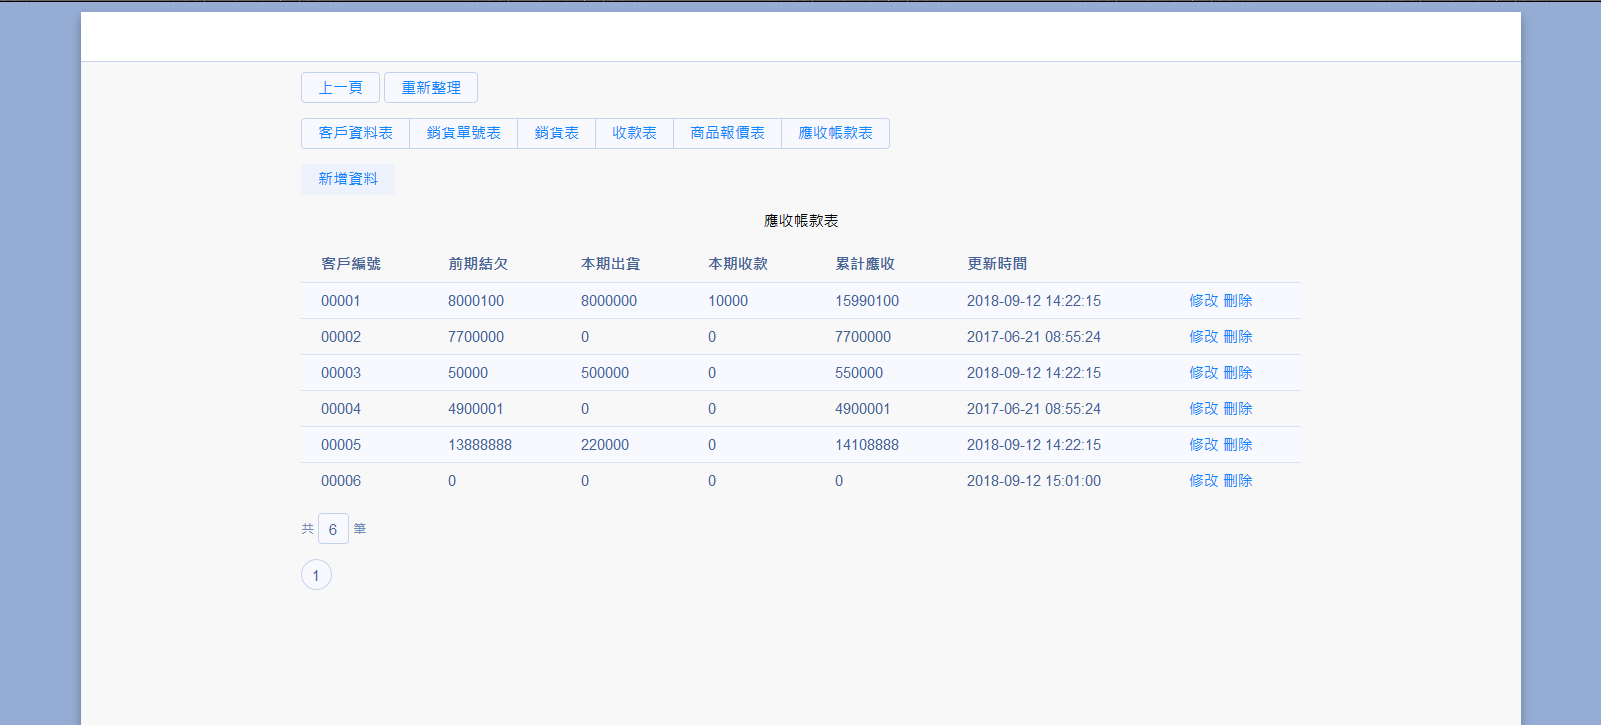 上一頁 重新整理
客戶資料表 銷貨單號表 銷貨表 收款表 商品報價表 應收帳款表
新增資料
應收帳款表
客戶編號 前期結欠 本期出貨 本期收款 累計應收 更新時間
00001 8000100 8000000 10000 15990100 2018-09-12 14:22:15 修改 刪除
00002 7700000 0 0 7700000 2017-06-21 08:55:24 修改 刪除
00003 50000 500000 0 550000 2018-09-12 14:22:15 修改 刪除
00004 4900001 0 0 4900001 2017-06-21 08:55:24 修改 刪除
00005 13888888 220000 0 14108888 2018-09-12 14:22:15 修改 刪除
00006 0 0 0 0 2018-09-12 15:01:00 修改 刪除
共 6 筆
1